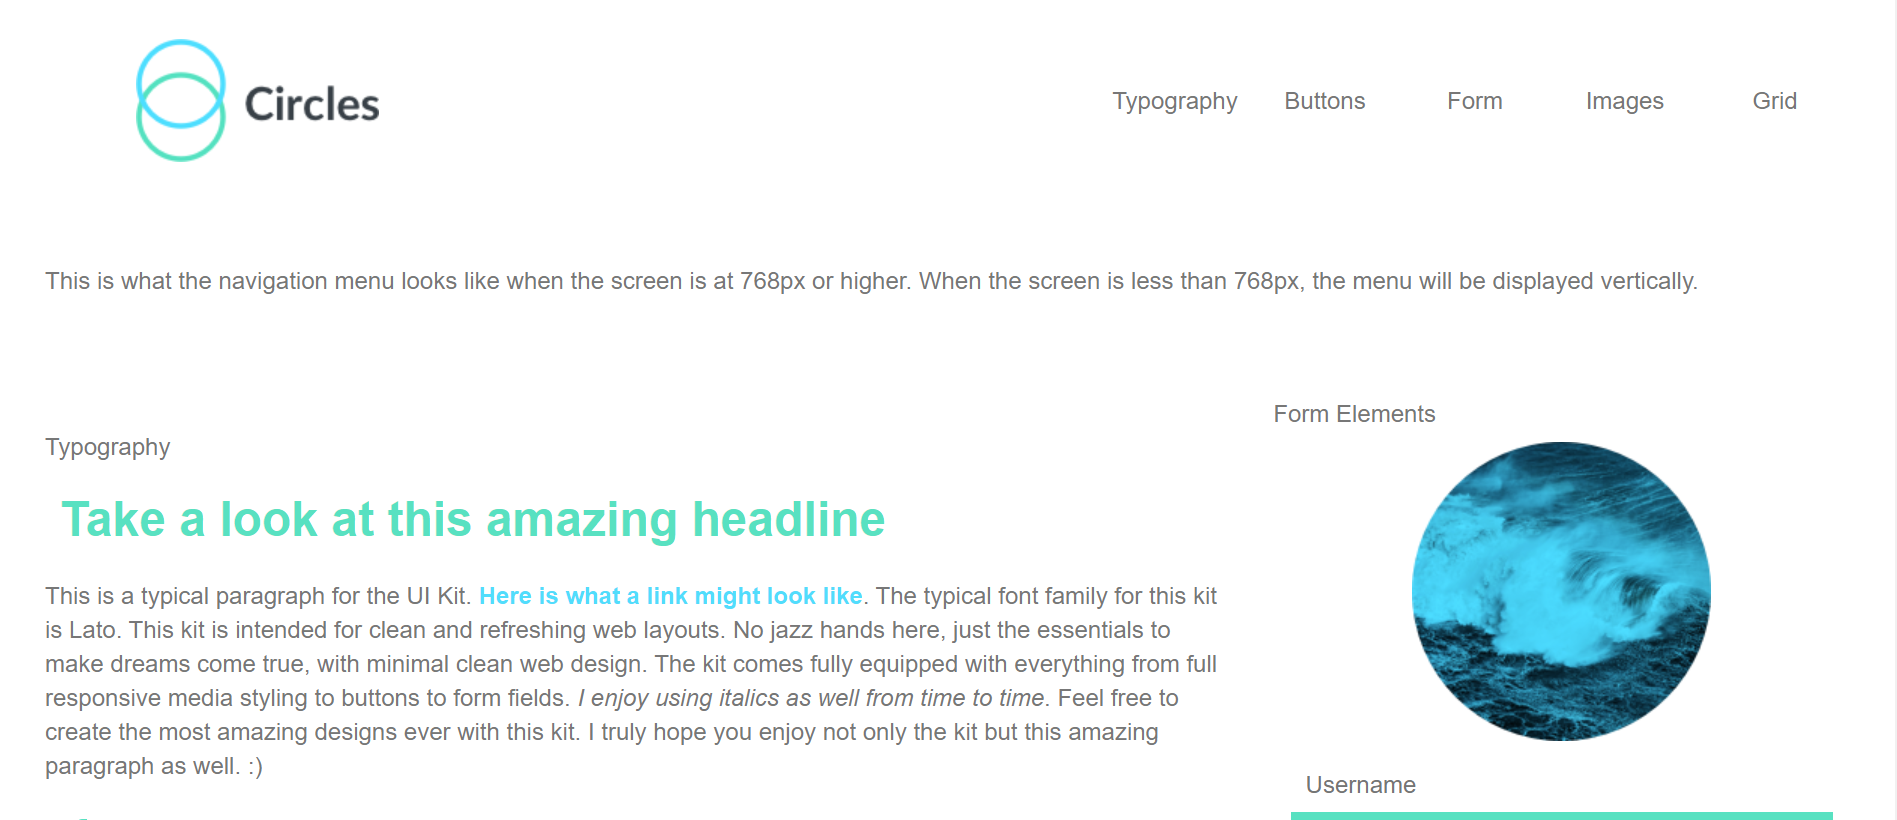 Circles
Typography Buttons Form Images Grid
This is what the navigation menu looks like when the screen is at 768px or higher. When the screen is less than 768px, the menu will be displayed vertically.
Typography
Take a look at this amazing headline
This is a typical paragraph for the UI Kit. Here is what a link might look like. The typical font family for this kit
is Lato. This kit is intended for clean and refreshing web layouts. No jazz hands here, just the essentials to
make dreams come true, with minimal clean web design. The kit comes fully equipped with everything from full
responsive media styling to buttons to form fields. I enjoy using italics as well from time to time. Feel free to
create the most amazing designs ever with this kit. I truly hope you enjoy not only the kit but this amazing
paragraph as well. :)
Form Elements
Username